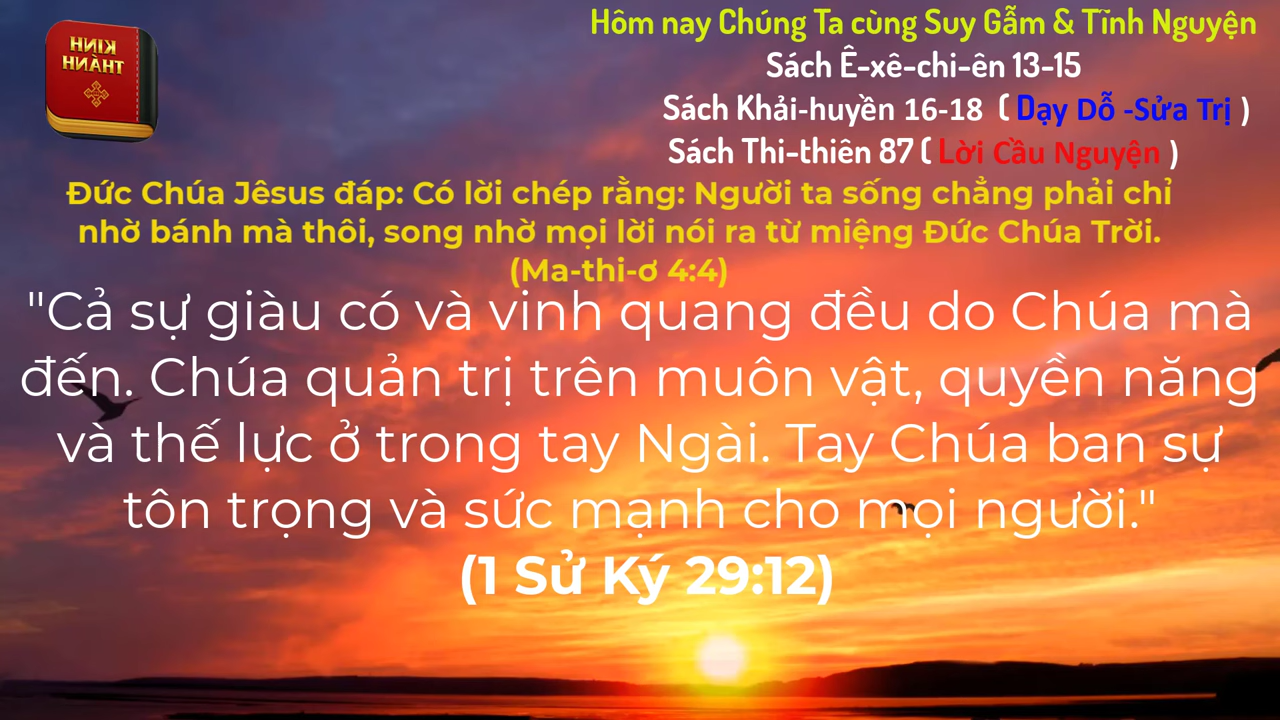 KINH
THÀNH
Hôm nay Chúng Ta cùng Suy Gẫm & Tĩnh Nguyện
Sách Ê-xê-chi-ên 13-15
Sách Khải-huyền 16-18 ( Dạy Dỗ -Sửa Trị )
Sách Thi-thiên 87 ( Lời Cầu Nguyện )
Đức Chúa Jêsus đáp: Có lời chép rằng: Người ta sống chẳng phải chỉ
nhờ bánh mà thôi, song nhờ mọi lời nói ra từ miệng Đức Chúa Trời.
(Ma-thi-ơ 4:4)
"Cả sự giàu có và vinh quang đều do Chúa mà
đến. Chúa quản trị trên muôn vật, quyền năng
và thế lực ở trong tay Ngài. Tay Chúa ban sự
tôn trọng và sức mạnh cho mọi người."
(1 Sử Ký 29:12)